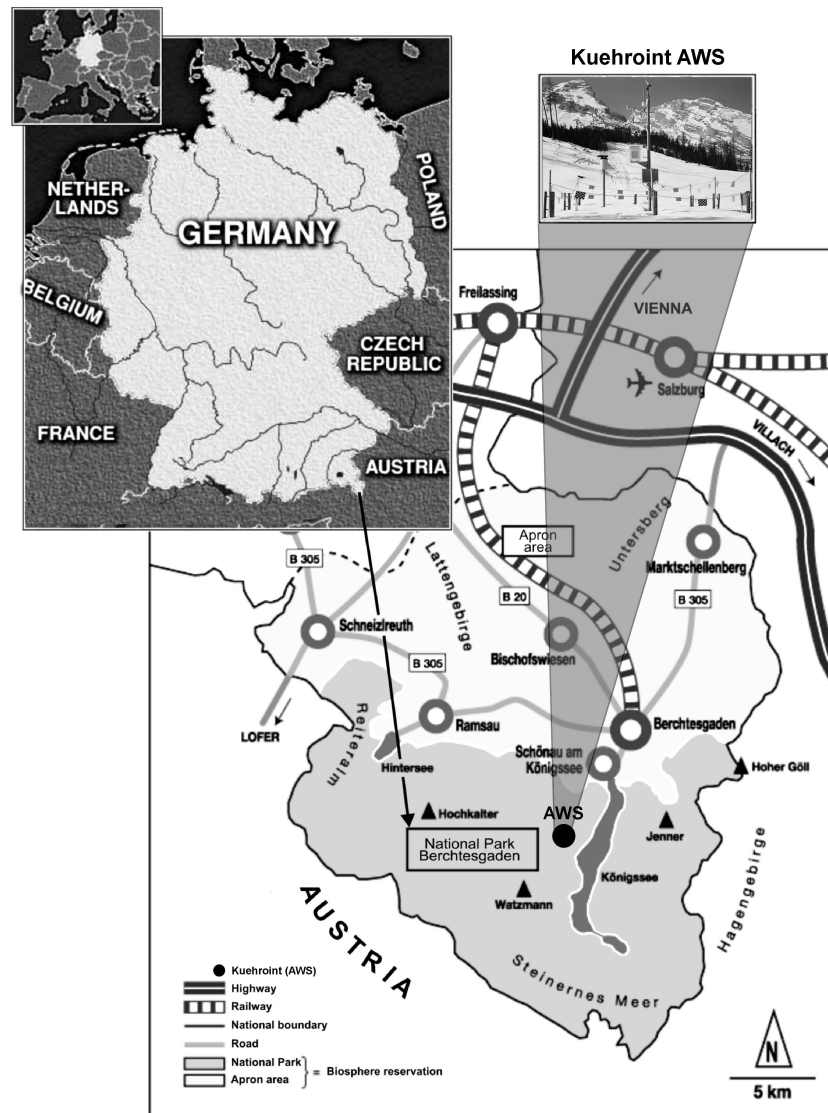 Kuehroint AWS
NETHER-
LANDS
POLAND
GERMANY
BELGIUM
CZECH
REPUBLIC
FRANCE
AUSTRIA
Freilassing
VIENNA
Salzburg
VILLACH
Untersberg
Apron
area
Marktschellenberg
B 305
Lattengebirge
B 20
B 305
Schneizlreuth
Bischofswiesen
B 305
LOFER
Reiteralm
Ramsau
Berchtesgaden
Hintersee
Schönau am
Königssee
Hoher Göll
Hochkalter
AWS
Jenner
National Park
Berchtesgaden
Königssee
Watzmann
Hagengebirge
AUSTRIA
Steinernes Meer
Kuehroint (AWS)
Highway
Railway
National boundary
Road
National Park
Apron area
= Biosphere reservation
N
5 km